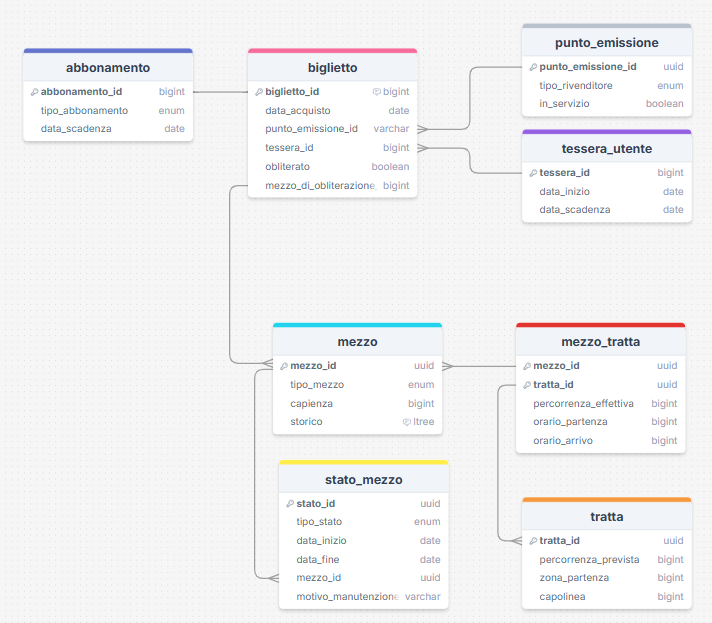 abbonamento
abbonamento_id bigint
tipo_abbonamento enum
data_scadenza date
biglietto
biglietto_id bigint
data_acquisto date
punto_emissione_id varchar
tessera_id bigint
obliterato boolean
mezzo_di_obliterazione bigint
punto_emissione
punto_emissione_id uuid
tipo_rivenditore enum
in_servizio boolean
tessera_utente
tessera_id bigint
data_inizio date
data_scadenza date
mezzo
mezzo_id uuid
tipo_mezzo enum
capienza bigint
storico ltree
mezzo_tratta
mezzo_id uuid
tratta_id uuid
percorrenza_effettiva bigint
orario_partenza bigint
orario_arrivo bigint
stato_mezzo
stato_id uuid
tipo_stato enum
data_inizio date
data_fine date
mezzo_id uuid
motivo_manutenzione varchar
tratta
tratta_id uuid
percorrenza_prevista bigint
zona_partenza bigint
capolinea bigint